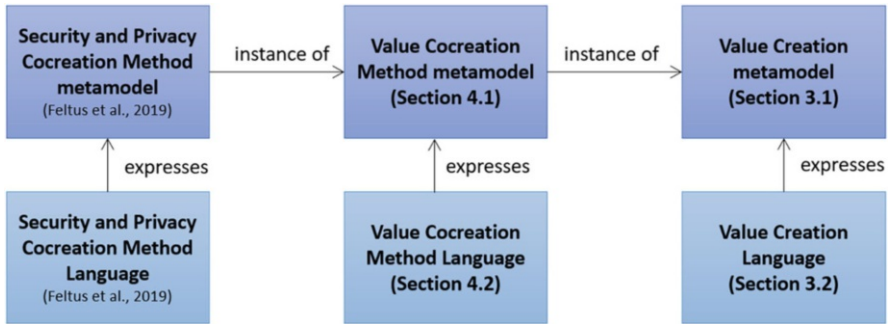 Security and Privacy
Cocreation Method
metamodel
(Feltus et al., 2019)
instance of
Value Cocreation
Method metamodel
(Section 4.1)
instance of
Value Creation
metamodel
(Section 3.1)
expresses
expresses
expresses
Security and Privacy
Cocreation Method
Language
(Feltus et al., 2019)
Value Cocreation
Method Language
(Section 4.2)
Value Creation
Language
(Section 3.2)